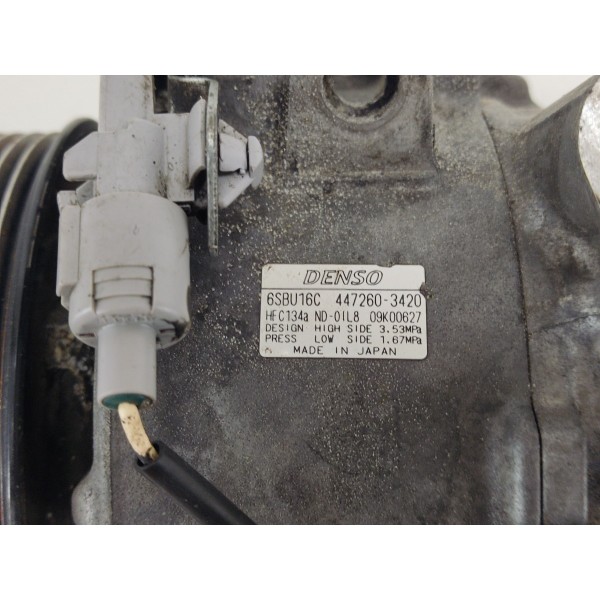 DENSO
6SBU16C 447260-3420
HFC134a ND-OIL8 09K00627
DESIGN HIGH SIDE 3.53MPa
PRESS LOW SIDE 1.67MPa
MADE IN JAPAN